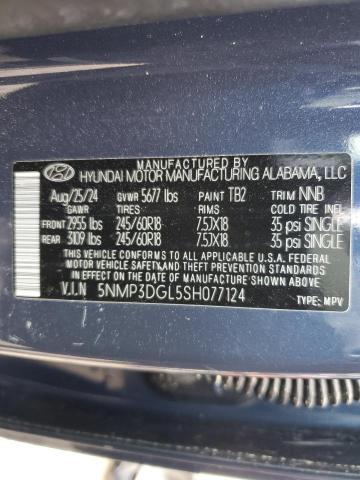 MANUFACTURED BY
HYUNDAI MOTOR MANUFACTURING ALABAMA, LLC
Aug/25/24 GVWR 5677 lbs PAINT TB2 TRIM NNB
GAWR TIRES RIMS COLD TIRE INFL
FRONT 2955 lbs 245/60R18 7.5JX18 35 psi SINGLE
REAR 3109 lbs 245/60R18 7.5JX18 35 psi SINGLE
THIS VEHICLE CONFORMS TO ALL APPLICABLE U.S.A FEDERAL
MOTOR VEHICLE SAFETY AND
IN EFFECT ON THE DATE OF MANUFACTURE SHOWN ABOVE.
V.I.N 5NMP3DGL5SH077124
TYPE: MPV